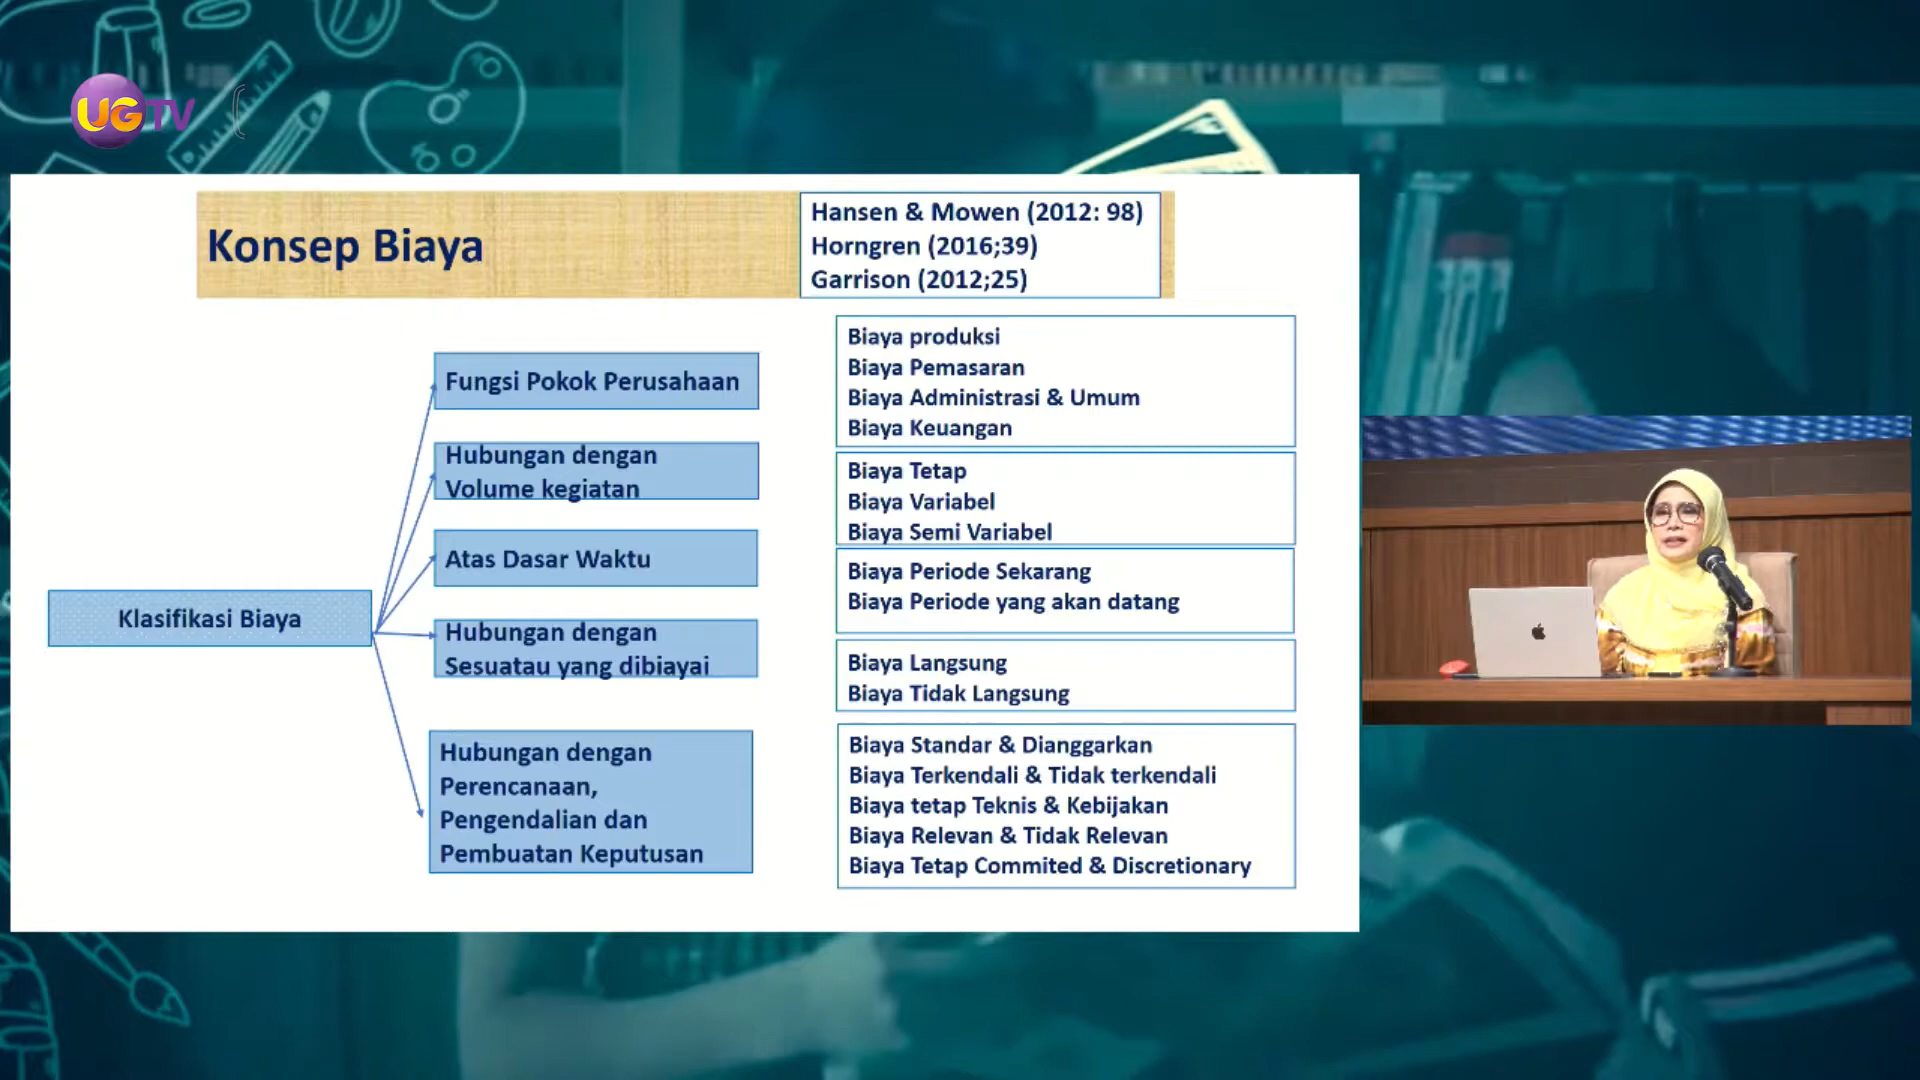 UGTV
Konsep Biaya
Hansen & Mowen (2012: 98)
Horngren (2016;39)
Garrison (2012;25)
Klasifikasi Biaya
Fungsi Pokok Perusahaan
Biaya produksi
Biaya Pemasaran
Biaya Administrasi & Umum
Biaya Keuangan
Hubungan dengan
Volume kegiatan
Biaya Tetap
Biaya Variabel
Biaya Semi Variabel
Atas Dasar Waktu
Biaya Periode Sekarang
Biaya Periode yang akan datang
Hubungan dengan
Sesuatau yang dibiayai
Biaya Langsung
Biaya Tidak Langsung
Hubungan dengan
Perencanaan,
Pengendalian dan
Pembuatan Keputusan
Biaya Standar & Dianggarkan
Biaya Terkendali & Tidak terkendali
Biaya tetap Teknis & Kebijakan
Biaya Relevan & Tidak Relevan
Biaya Tetap Commited & Discretionary